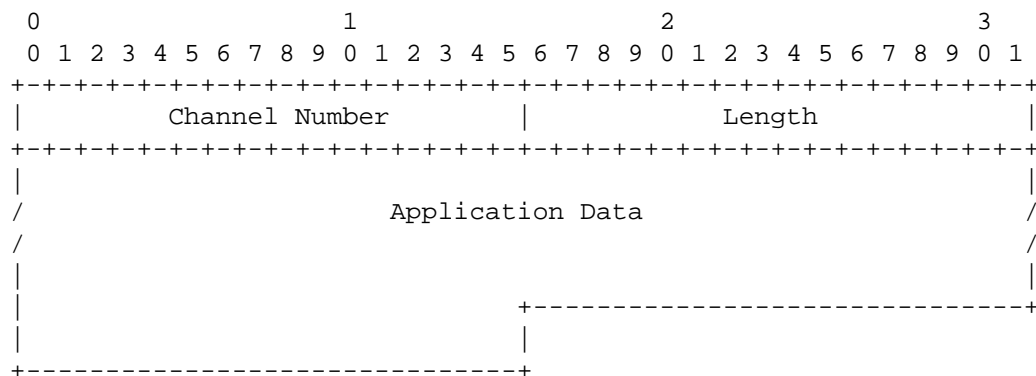 0                   1                   2                   3
0 1 2 3 4 5 6 7 8 9 0 1 2 3 4 5 6 7 8 9 0 1 2 3 4 5 6 7 8 9 0 1
+-+-+-+-+-+-+-+-+-+-+-+-+-+-+-+-+-+-+-+-+-+-+-+-+-+-+-+-+-+-+-+-+
|         Channel Number        |            Length             |
+-+-+-+-+-+-+-+-+-+-+-+-+-+-+-+-+-+-+-+-+-+-+-+-+-+-+-+-+-+-+-+-+
|                                                               |
/                       Application Data                        /
/                                                               /
|                                                               |
|                               +-------------------------------+
|                               |
+-------------------------------+